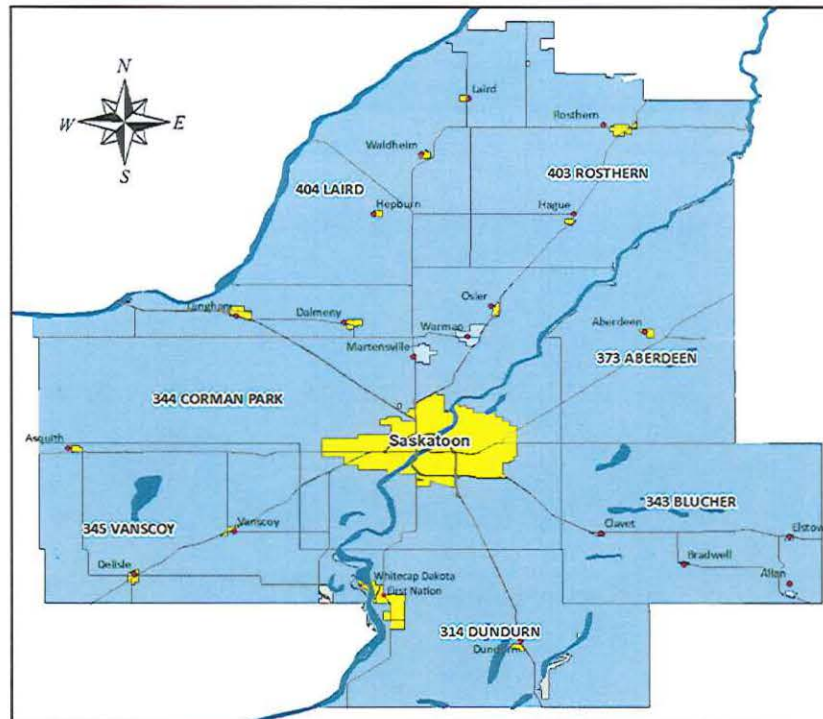 N
W E
S
Laird
Rosthern
Waldheim
403 ROSTHERN
404 LAIRD
Hepburn
Hague
Osler
Dalmeny
Warman
Aberdeen
Martensville
373 ABERDEEN
344 CORMAN PARK
Asquith
Saskatoon
343 BLUCHER
345 VANSCOY
Vanscoy
Clavet
Elstow
Bradwell
Delisle
Whitecap Dakota
First Nation
Allan
314 DUNDURN
Dundurn